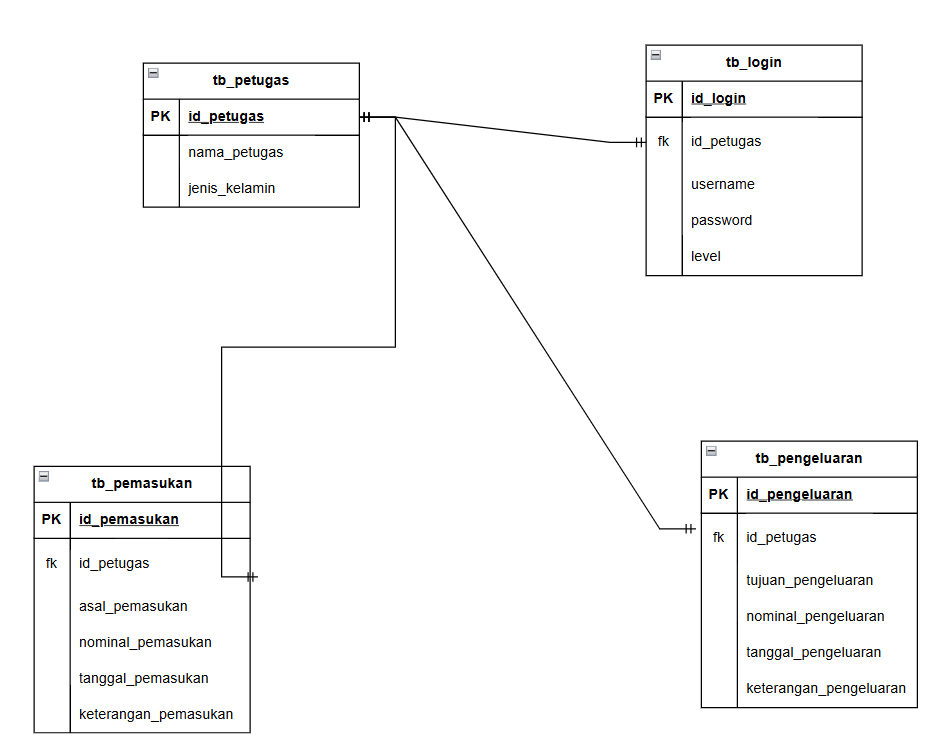 tb_petugas
PK id_petugas
nama_petugas
jenis_kelamin
tb_login
PK id_login
fk id_petugas
username
password
level
tb_pemasukan
PK id_pemasukan
fk id_petugas
asal_pemasukan
nominal_pemasukan
tanggal_pemasukan
keterangan_pemasukan
tb_pengeluaran
PK id_pengeluaran
fk id_petugas
tujuan_pengeluaran
nominal_pengeluaran
tanggal_pengeluaran
keterangan_pengeluaran